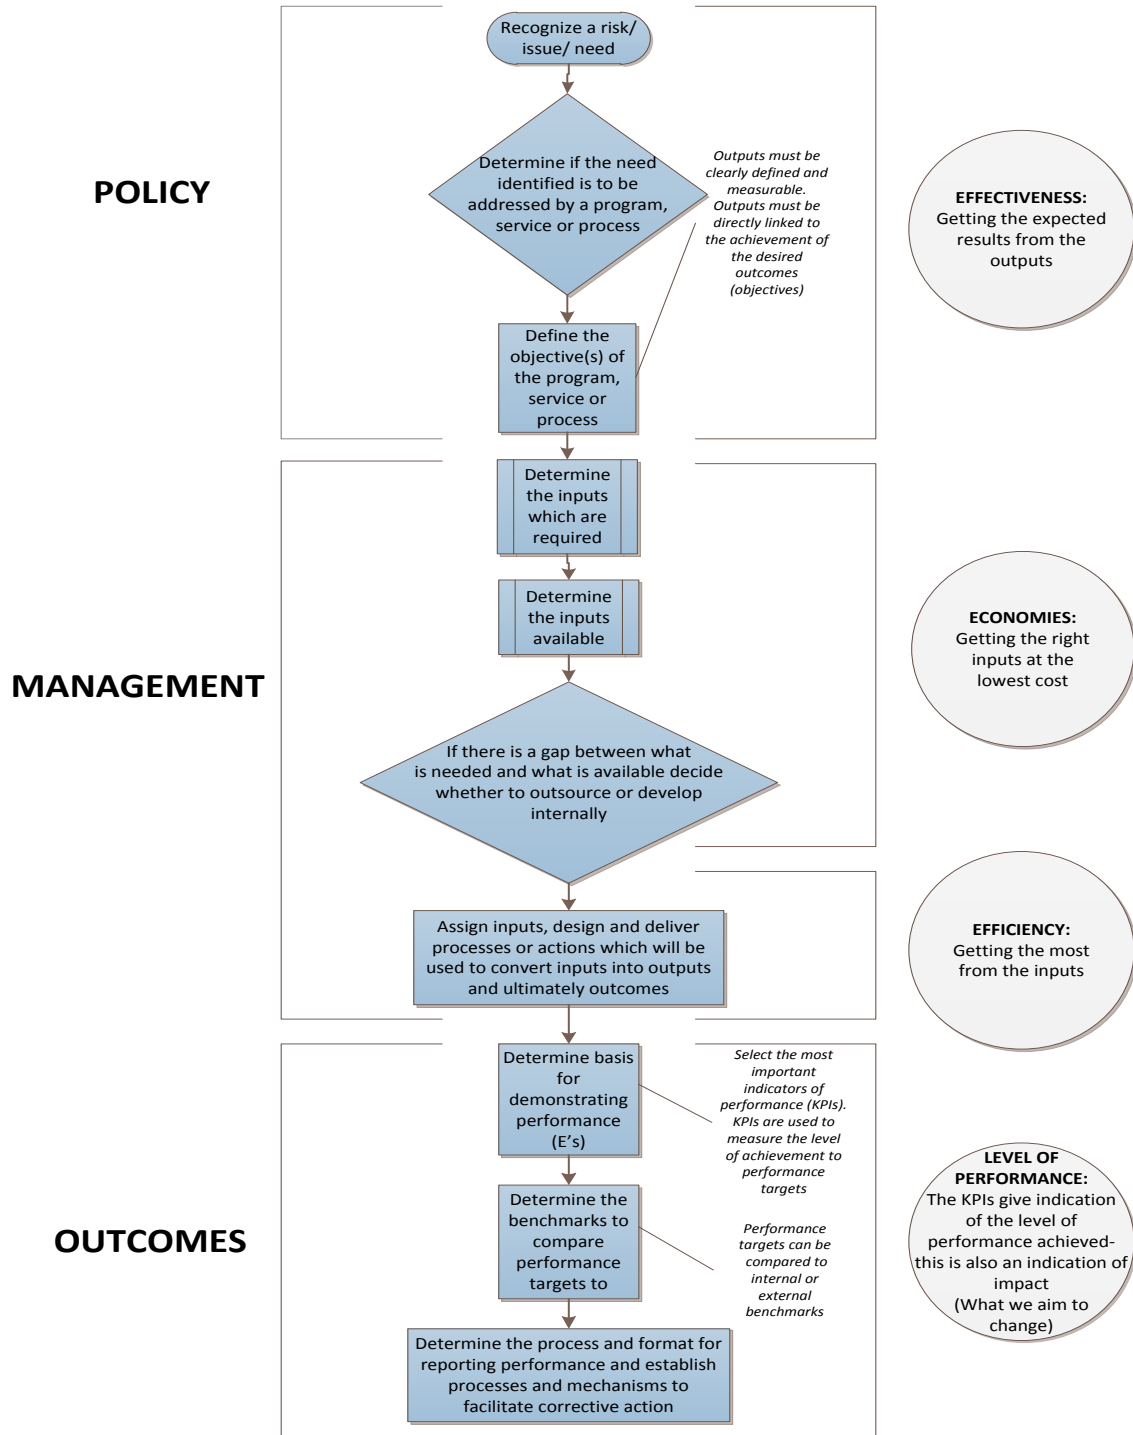 Recognize a risk/
issue/ need
POLICY
Determine if the need
identified is to be
addressed by a program,
service or process
Outputs must be
clearly defined and
measurable.
Outputs must be
directly linked to
the achievement of
the desired
outcomes
(objectives)
EFFECTIVENESS:
Getting the expected
results from the
outputs
Define the
objective(s) of
the program,
service or
process
MANAGEMENT
Determine
the inputs
which are
required
Determine
the inputs
available
ECONOMIES:
Getting the right
inputs at the
lowest cost
If there is a gap between what
is needed and what is available decide
whether to outsource or develop
internally
Assign inputs, design and deliver
processes or actions which will be
used to convert inputs into outputs
and ultimately outcomes
EFFICIENCY:
Getting the most
from the inputs
OUTCOMES
Determine basis
for
demonstrating
performance
(E's)
Select the most
important
indicators of
performance (KPIs).
KPIs are used to
measure the level
of achievement to
performance
targets
Determine the
benchmarks to
compare
performance
targets to
Performance
targets can be
compared to
internal or
external
benchmarks
LEVEL OF
PERFORMANCE:
The KPIs give indication
of the level of
performance achieved-
this is also an indication of
impact
(What we aim to
change)
Determine the process and format for
reporting performance and establish
processes and mechanisms to
facilitate corrective action